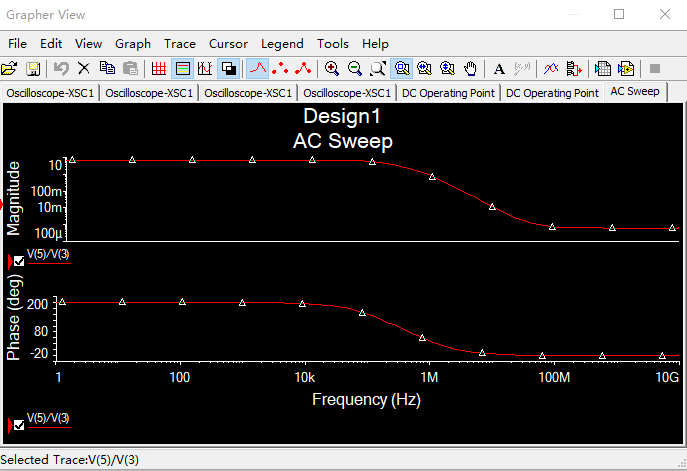 Grapher View
File Edit View Graph Trace Cursor Legend Tools Help
Oscilloscope-XSC1 Oscilloscope-XSC1 Oscilloscope-XSC1 Oscilloscope-XSC1 DC Operating Point DC Operating Point AC Sweep
Design1
AC Sweep
Magnitude
10
100m
10m
100µ
V(5)/V(3)
Phase (deg)
200
80
-20
1 100 10k 1M 100M 10G
Frequency (Hz)
V(5)/V(3)
Selected Trace:V(5)/V(3)